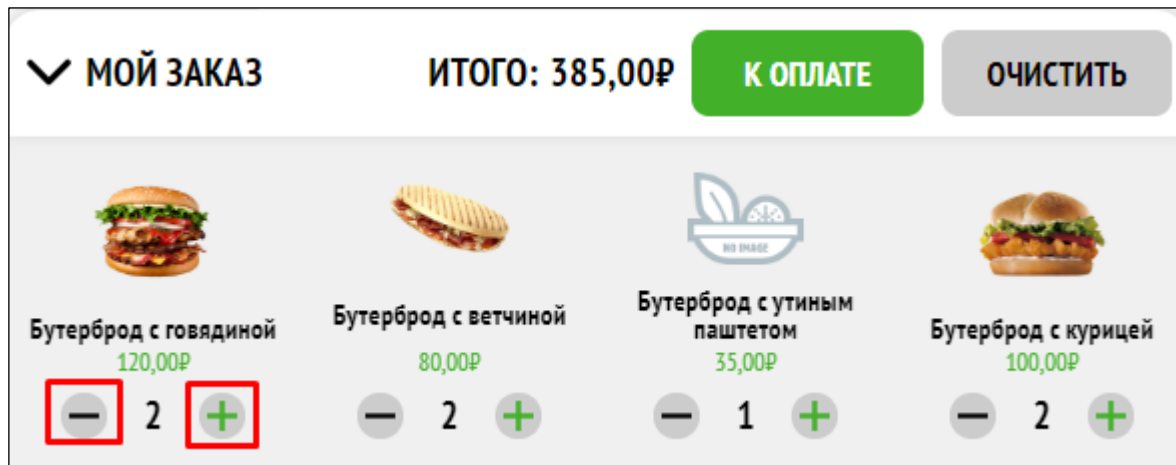 МОЙ ЗАКАЗ ИТОГО: 385,00₽ К ОПЛАТЕ ОЧИСТИТЬ
NO IMAGE
Бутерброд с говядиной
120,00₽
2
Бутерброд с ветчиной
80,00₽
2
Бутерброд с утиным
паштетом
35,00₽
1
Бутерброд с курицей
100,00₽
2